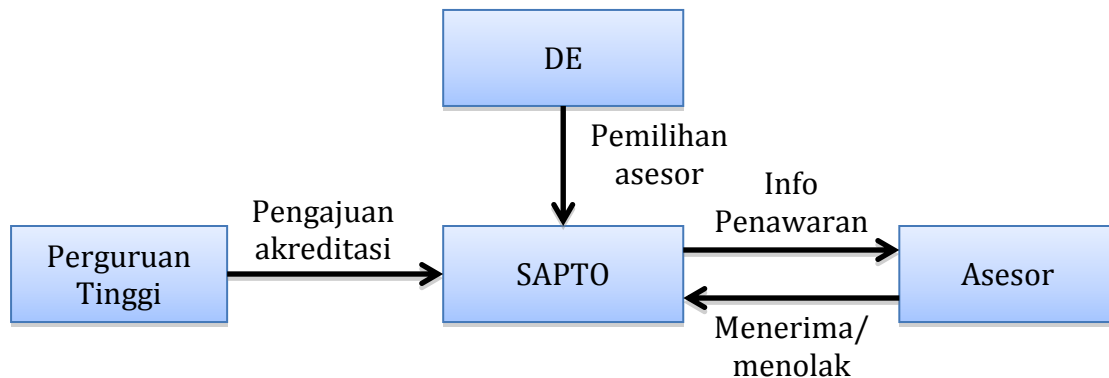 DE
Pemilihan
asesor
Info
Penawaran
Pengajuan
akreditasi
Perguruan
Tinggi
SAPTO
Asesor
Menerima/
menolak